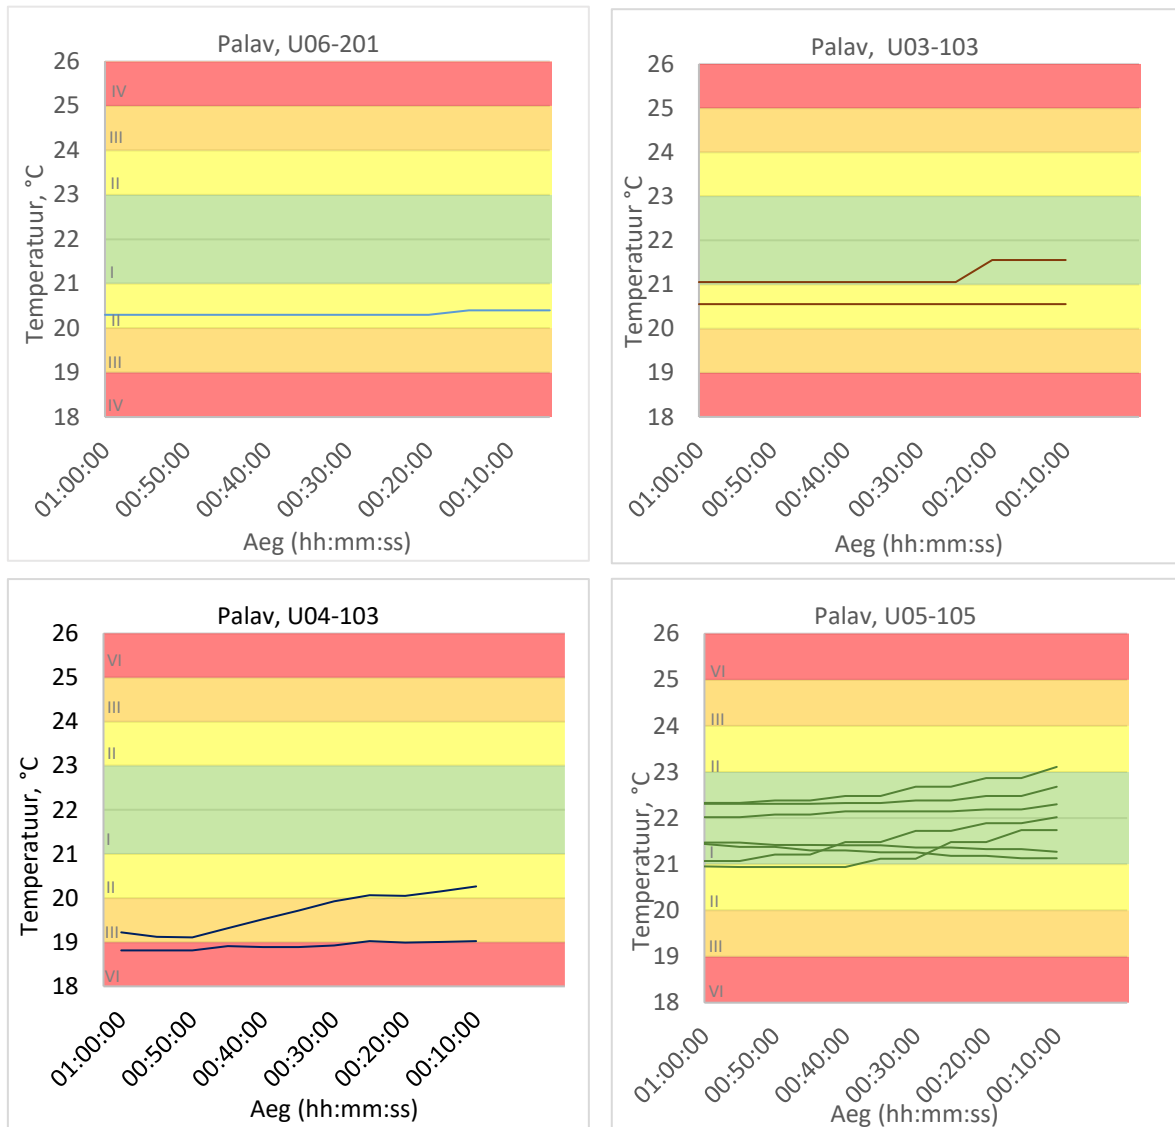 Palav, U06-201
26
25
24
23
22
21
20
19
18
IV
III
II
I
II
III
IV
Temperatuur, °C
01:00:00
00:50:00
00:40:00
00:30:00
00:20:00
00:10:00
Aeg (hh:mm:ss)
Palav, U03-103
26
25
24
23
22
21
20
19
18
Temperatuur °C
01:00:00
00:50:00
00:40:00
00:30:00
00:20:00
00:10:00
Aeg (hh:mm:ss)
Palav, U04-103
26
25
24
23
22
21
20
19
18
VI
III
II
I
II
III
VI
Temperatuur, °C
01:00:00
00:50:00
00:40:00
00:30:00
00:20:00
00:10:00
Aeg (hh:mm:ss)
Palav, U05-105
26
25
24
23
22
21
20
19
18
VI
III
II
I
II
III
VI
Temperatuur, °C
01:00:00
00:50:00
00:40:00
00:30:00
00:20:00
00:10:00
Aeg (hh:mm:ss)